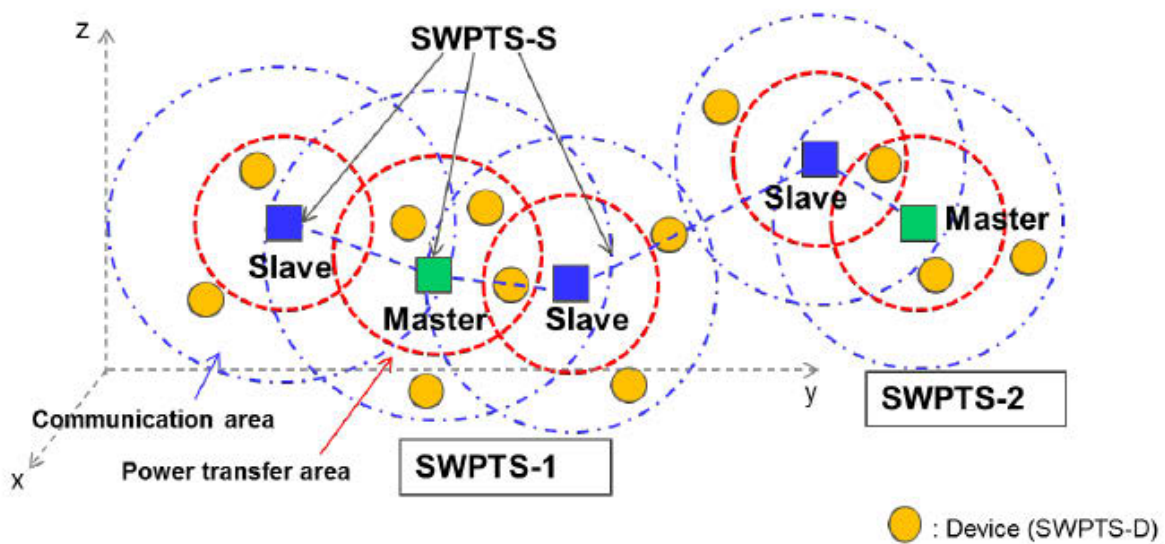 z
SWPTS-S
Slave
Master
Slave
Slave
Master
Communication area
Power transfer area
x
y
SWPTS-1
SWPTS-2
: Device (SWPTS-D)